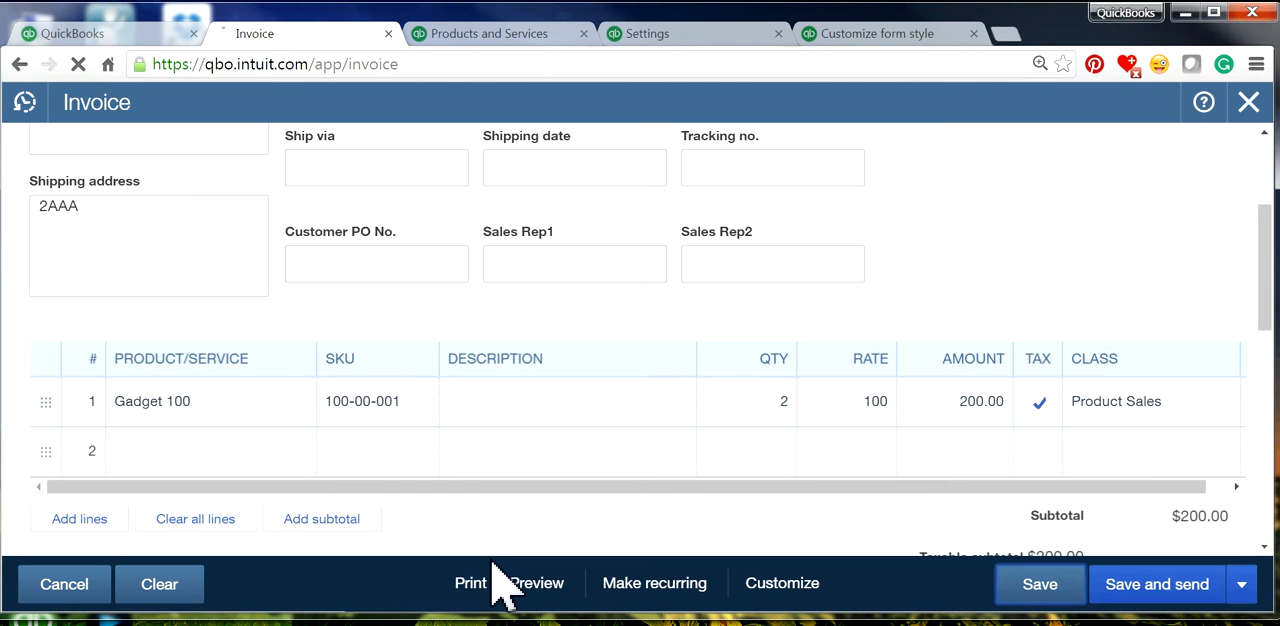 QuickBooks
QuickBooks
Invoice
Products and Services
Settings
Customize form style
https://qbo.intuit.com/app/invoice
Invoice
Ship via
Shipping date
Tracking no.
Shipping address
2AAA
Customer PO No.
Sales Rep1
Sales Rep2
# PRODUCT/SERVICE SKU DESCRIPTION QTY RATE AMOUNT TAX CLASS
1 Gadget 100 100-00-001 2 100 200.00 Product Sales
2
Add lines Clear all lines Add subtotal
Subtotal $200.00
Taxable subtotal $200.00
Cancel Clear Print Preview Make recurring Customize Save Save and send